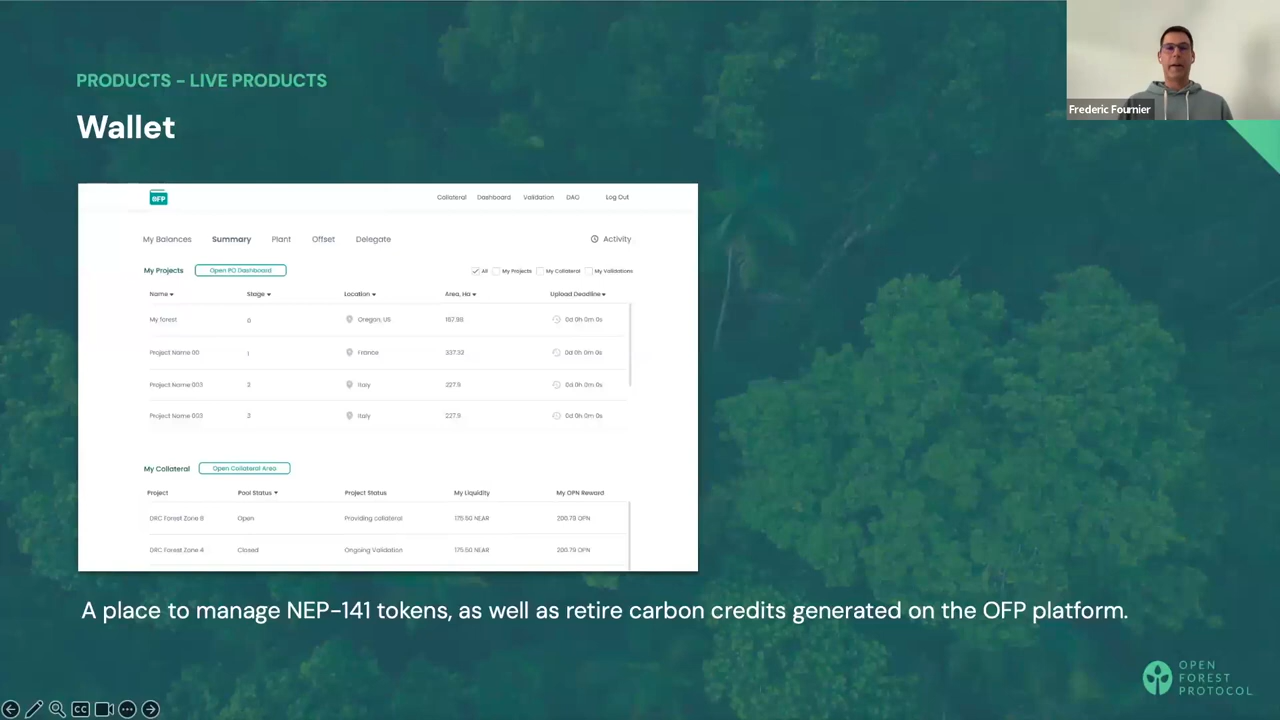 PRODUCTS – LIVE PRODUCTS
Wallet
Frederic Fournier
OFP
Collateral Dashboard Validation DAO Log Out
My Balances Summary Plant Offset Delegate Activity
My Projects Open PO Dashboard All My Projects My Collateral My Validations
Name Stage Location Area, Ha Upload Deadline
My forest 0 Oregon, US 157.98 0d 0h 0m 0s
Project Name 00 1 France 337.33 0d 0h 0m 0s
Project Name 003 2 Italy 227.9 0d 0h 0m 0s
Project Name 003 3 Italy 227.9 0d 0h 0m 0s
My Collateral Open Collateral Area
Project Pool Status Project Status My Liquidity My OPN Reward
DRC Forest Zone 8 Open Providing collateral 175.50 NEAR 200.79 OPN
DRC Forest Zone 4 Closed Ongoing Validation 175.50 NEAR 200.79 OPN
A place to manage NEP-141 tokens, as well as retire carbon credits generated on the OFP platform.
OPEN
FOREST
PROTOCOL
CC